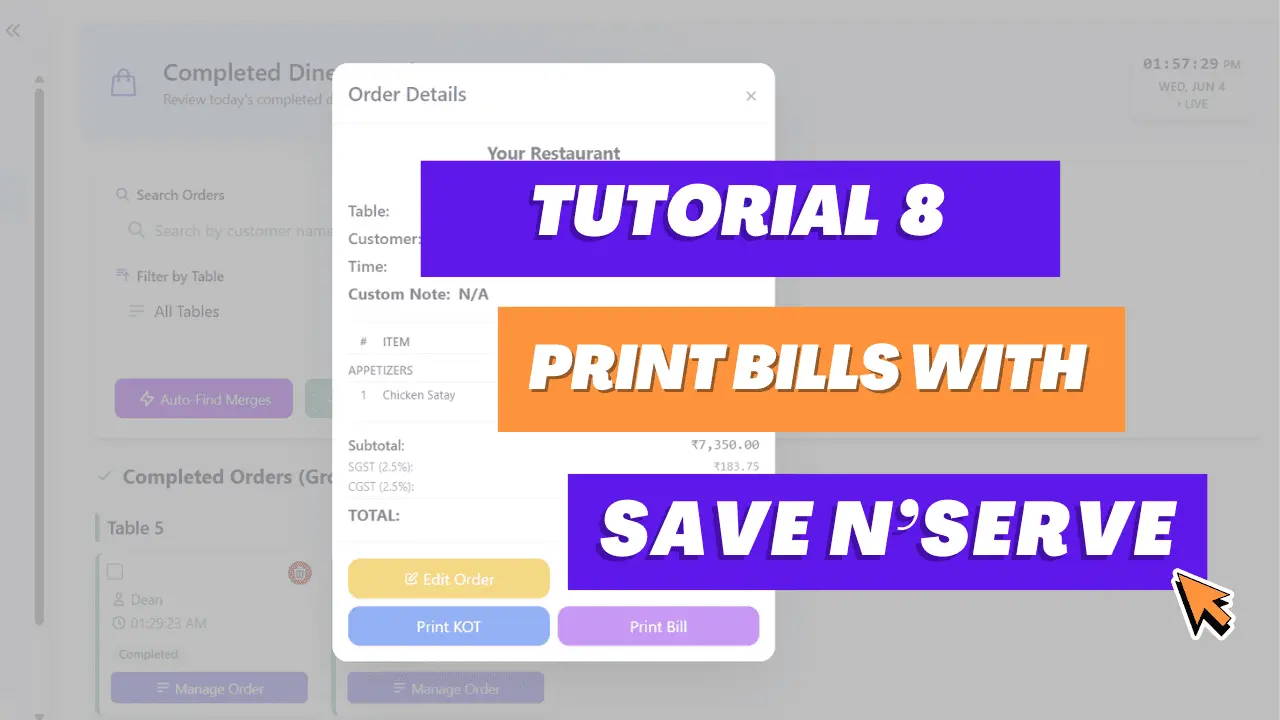 Completed Dine
Review today's completed d
01:57:29 PM
WED, JUN 4
• LIVE
Order Details
×
Your Restaurant
TUTORIAL 8
Search Orders
Search by customer name
Filter by Table
All Tables
Table:
Customer:
Time:
Custom Note: N/A
PRINT BILLS WITH
# ITEM
APPETIZERS
1 Chicken Satay
Auto-Find Merges
Subtotal: ₹7,350.00
SGST (2.5%): ₹183.75
CGST (2.5%):
TOTAL:
SAVE N'SERVE
Completed Orders (Gro
Table 5
Dean
01:29:23 AM
Completed
Manage Order
Edit Order
Print KOT
Print Bill
Manage Order